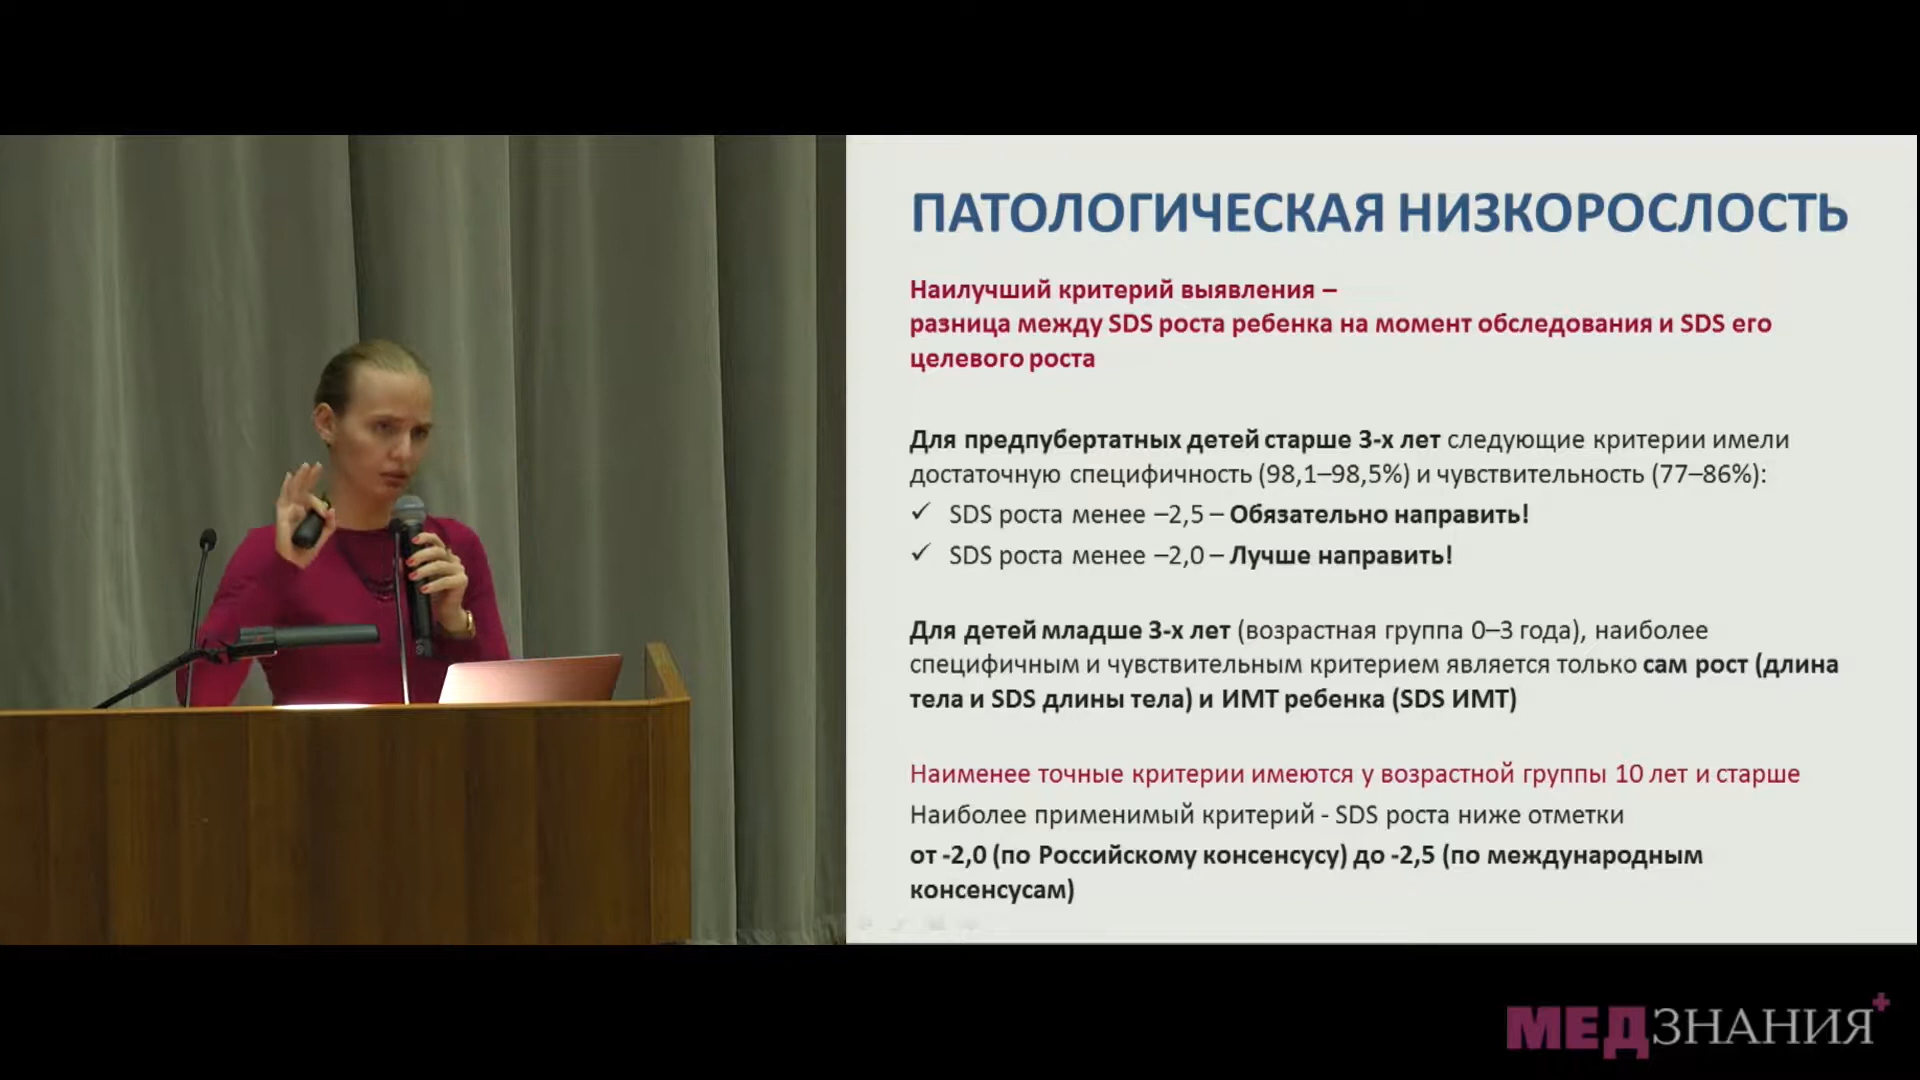 ПАТОЛОГИЧЕСКАЯ НИЗКОРОСЛОСТЬ
Наилучший критерий выявления –
разница между SDS роста ребенка на момент обследования и SDS его
целевого роста
Для предпубертатных детей старше 3-х лет следующие критерии имели
достаточную специфичность (98,1–98,5%) и чувствительность (77–86%):
✓ SDS роста менее –2,5 – Обязательно направить!
✓ SDS роста менее –2,0 – Лучше направить!
Для детей младше 3-х лет (возрастная группа 0–3 года), наиболее
специфичным и чувствительным критерием является только сам рост (длина
тела и SDS длины тела) и ИМТ ребенка (SDS ИМТ)
Наименее точные критерии имеются у возрастной группы 10 лет и старше
Наиболее применимый критерий - SDS роста ниже отметки
от -2,0 (по Российскому консенсусу) до -2,5 (по международным
консенсусам)
МЕДЗНАНИЯ+